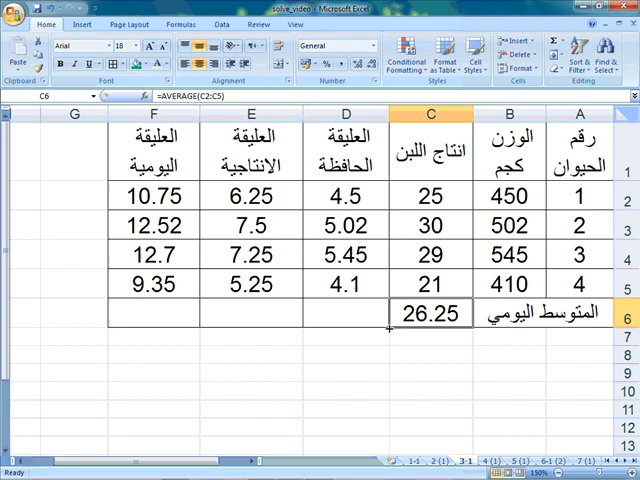 solve_video - Microsoft Excel
Home Insert Page Layout Formulas Data Review View
Paste
Clipboard
Arial 18
Font
Alignment
General
Number
Conditional Formatting Format as Table Cell Styles
Styles
Insert
Delete
Format
Cells
Sort & Filter Find & Select
Editing
C6 =AVERAGE(C2:C5)
G F E D C B A
رقم الحيوان الوزن كجم انتاج اللبن العليقة الحافظة العليقة الانتاجية العليقة اليومية 1
1 450 25 4.5 6.25 10.75 2
2 502 30 5.02 7.5 12.52 3
3 545 29 5.45 7.25 12.7 4
4 410 21 4.1 5.25 9.35 5
المتوسط اليومي 26.25 6
7
8
9
10
11
12
13
1-1 2 (1) 3-1 4 (1) 5 (1) 6-1 (2) 7 (1)
Ready 150%